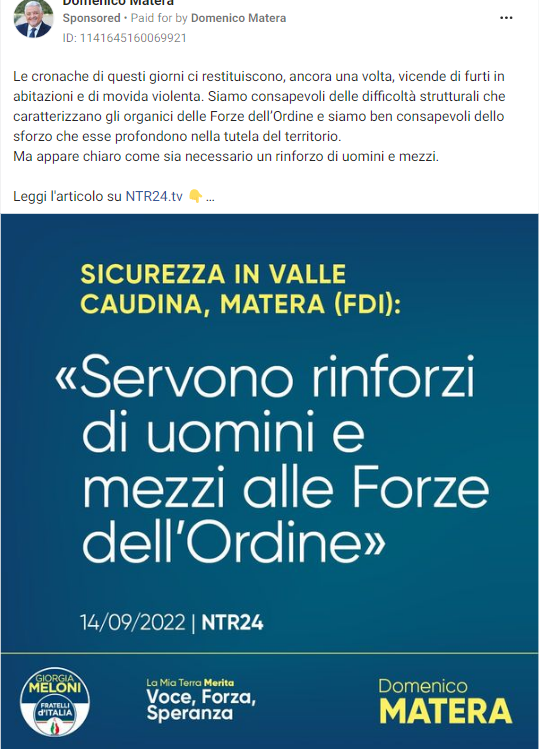 Domenico Matera
Sponsored • Paid for by Domenico Matera
ID: 1141645160069921
Le cronache di questi giorni ci restituiscono, ancora una volta, vicende di furti in
abitazioni e di movida violenta. Siamo consapevoli delle difficoltà strutturali che
caratterizzano gli organici delle Forze dell'Ordine e siamo ben consapevoli dello
sforzo che esse profondono nella tutela del territorio.
Ma appare chiaro come sia necessario un rinforzo di uomini e mezzi.
Leggi l'articolo su NTR24.tv 👇 ...
SICUREZZA IN VALLE
CAUDINA, MATERA (FDI):
«Servono rinforzi
di uomini e
mezzi alle Forze
dell'Ordine»
14/09/2022 | NTR24
GIORGIA
MELONI
FRATELLI
d'ITALIA
La Mia Terra Merita
Voce, Forza,
Speranza
Domenico
MATERA